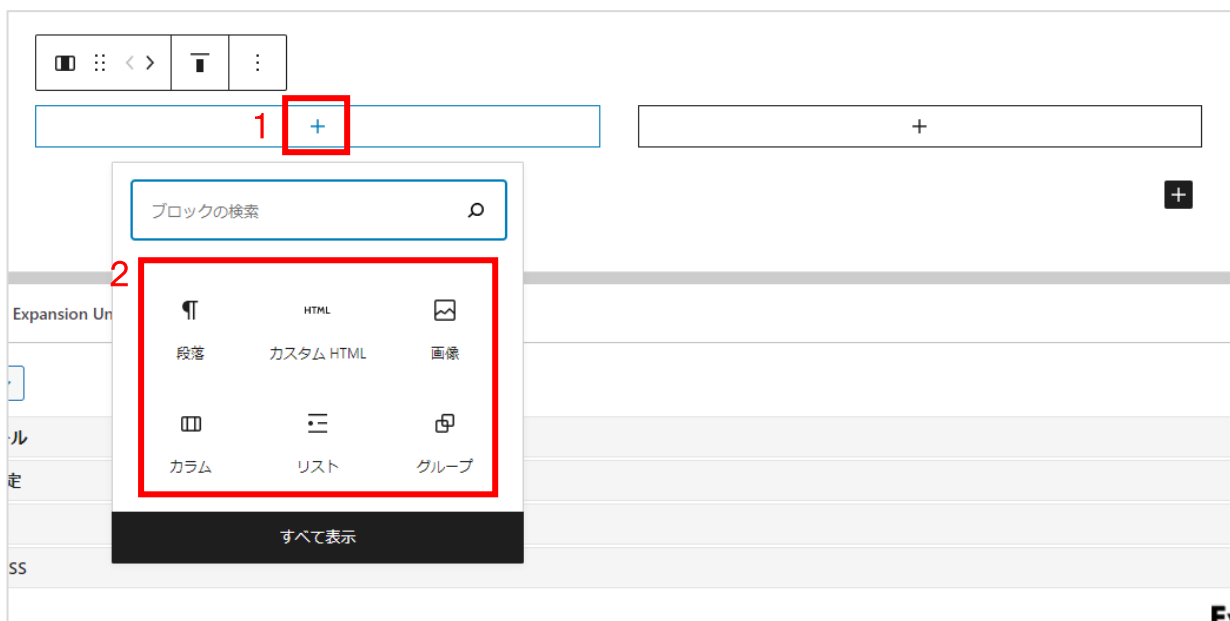 1
ブロックの検索
2
HTML
段落
カスタム HTML
画像
カラム
リスト
グループ
すべて表示
Expansion Un
ール
定
SS